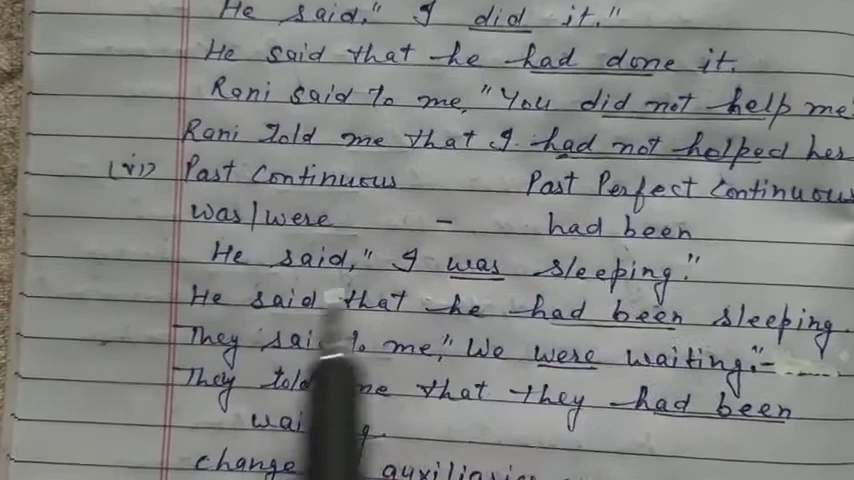 He said," I did it."
He said that he had done it.
Rani said to me, "You did not help me
Rani told me that I had not helped her
(vi) Past Continuous Past Perfect Continuous
was/were - had been
He said," I was sleeping."
He said that he had been sleeping.
They said to me," We were waiting."-
They told me that they had been
change auxiliaries